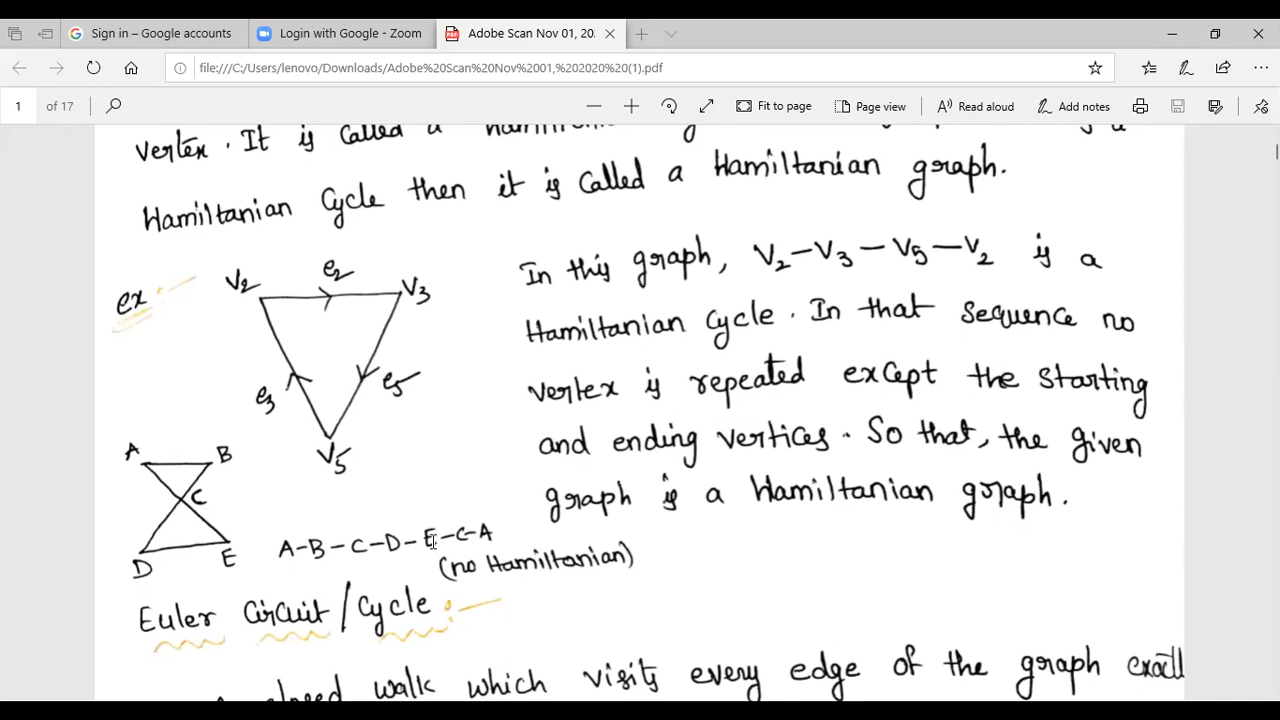 Sign in – Google accounts
Login with Google - Zoom
Adobe Scan Nov 01, 202
file:///C:/Users/lenovo/Downloads/Adobe%20Scan%20Nov%2001,%202020%20(1).pdf
1 of 17
Fit to page
Page view
Read aloud
Add notes
vertex. It is called a
Hamiltanian Cycle then it is called a Hamiltanian graph.
ex :-
V2 e2 V3
e3 e5
V5
In this graph, V2-V3-V5-V2 is a
Hamiltanian cycle. In that sequence no
vertex is repeated except the starting
and ending vertices. So that, the given
graph is a Hamiltanian graph.
A B
C
D E
A-B-C-D-E-C-A
(no Hamiltanian)
Euler Circuit/Cycle :-
walk which visits every edge of the graph